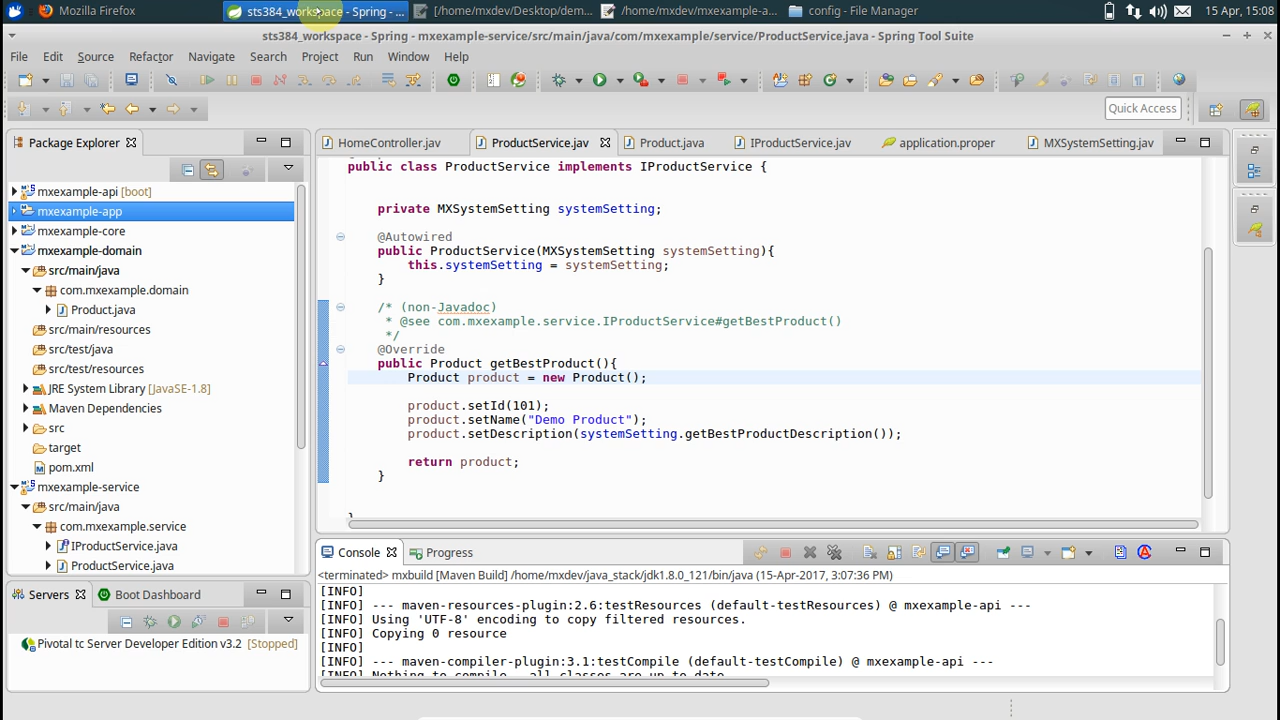 Mozilla Firefox
sts384_workspace - Spring - ...
[/home/mxdev/Desktop/dem...
/home/mxdev/mxexample-a...
config - File Manager
15 Apr, 15:08
sts384_workspace - Spring - mxexample-service/src/main/java/com/mxexample/service/ProductService.java - Spring Tool Suite
File Edit Source Refactor Navigate Search Project Run Window Help
Quick Access
Package Explorer
mxexample-api [boot]
mxexample-app
mxexample-core
mxexample-domain
src/main/java
com.mxexample.domain
Product.java
src/main/resources
src/test/java
src/test/resources
JRE System Library [JavaSE-1.8]
Maven Dependencies
src
target
pom.xml
mxexample-service
src/main/java
com.mxexample.service
IProductService.java
ProductService.java
Servers
Boot Dashboard
Pivotal tc Server Developer Edition v3.2 [Stopped]
HomeController.jav
ProductService.jav
Product.java
IProductService.jav
application.proper
MXSystemSetting.jav
public class ProductService implements IProductService {
private MXSystemSetting systemSetting;
@Autowired
public ProductService(MXSystemSetting systemSetting){
this.systemSetting = systemSetting;
}
/* (non-Javadoc)
* @see com.mxexample.service.IProductService#getBestProduct()
*/
@Override
public Product getBestProduct(){
Product product = new Product();
product.setId(101);
product.setName("Demo Product");
product.setDescription(systemSetting.getBestProductDescription());
return product;
}
}
Console
Progress
<terminated> mxbuild [Maven Build] /home/mxdev/java_stack/jdk1.8.0_121/bin/java (15-Apr-2017, 3:07:36 PM)
[INFO]
[INFO] --- maven-resources-plugin:2.6:testResources (default-testResources) @ mxexample-api ---
[INFO] Using 'UTF-8' encoding to copy filtered resources.
[INFO] Copying 0 resource
[INFO]
[INFO] --- maven-compiler-plugin:3.1:testCompile (default-testCompile) @ mxexample-api ---
[INFO] Nothing to compile - all classes are up to date